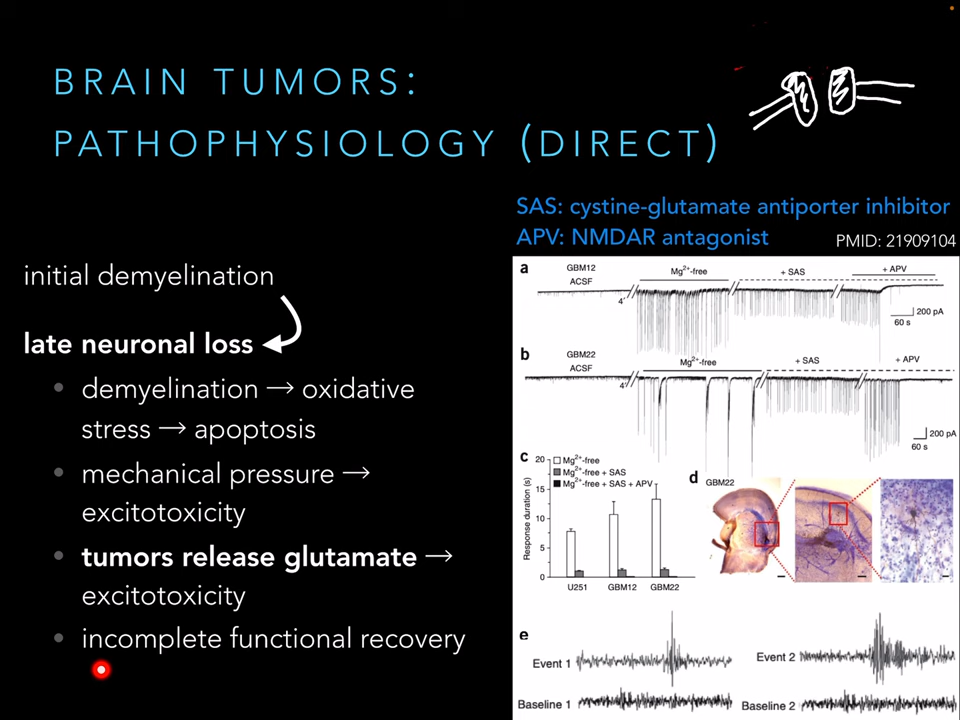 BRAIN TUMORS:
PATHOPHYSIOLOGY (DIRECT)
SAS: cystine-glutamate antiporter inhibitor
APV: NMDAR antagonist
PMID: 21909104
initial demyelination
late neuronal loss
• demyelination → oxidative
stress → apoptosis
• mechanical pressure →
excitotoxicity
• tumors release glutamate →
excitotoxicity
• incomplete functional recovery
a
GBM12
ACSF
Mg2+-free
+ SAS
+ APV
4'
200 pA
60 s
b
GBM22
ACSF
Mg2+-free
+ SAS
+ APV
4'
200 pA
60 s
c
Response duration (s)
20
15
10
5
0
Mg2+-free
Mg2+-free + SAS
Mg2+-free + SAS + APV
U251
GBM12
GBM22
d
GBM22
e
Event 1
Event 2
Baseline 1
Baseline 2